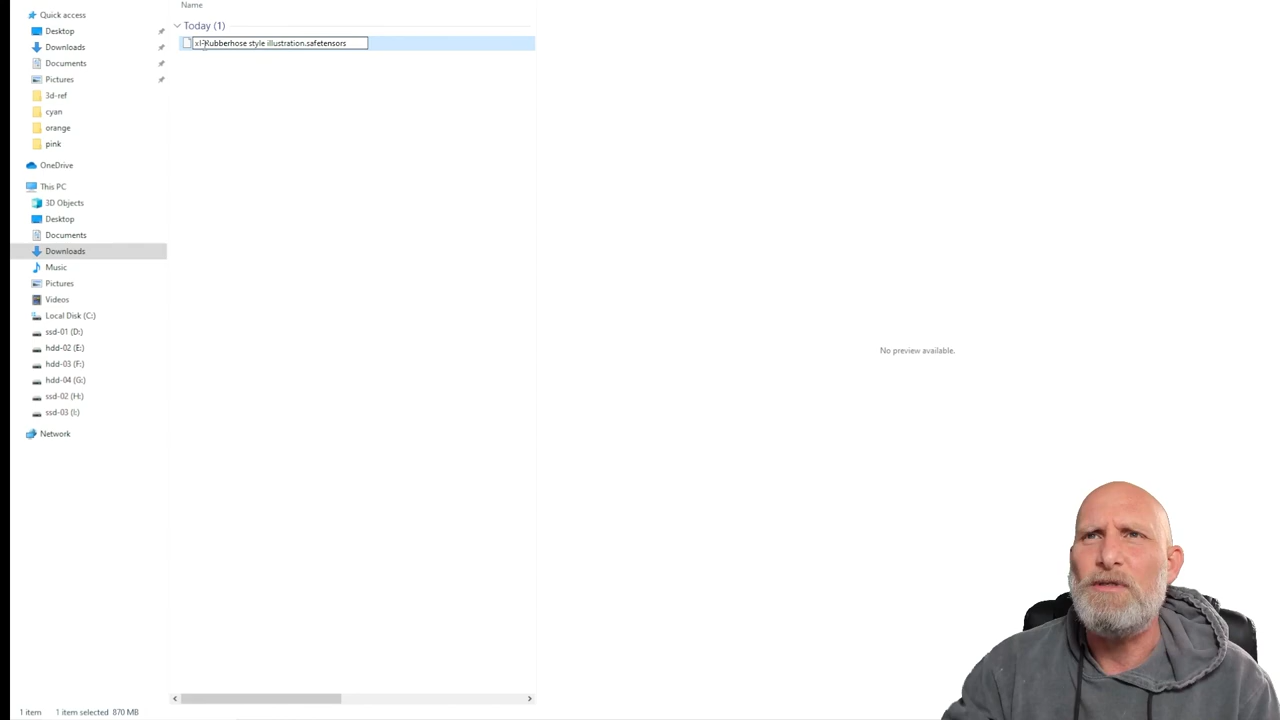 Name
Quick access
Today (1)
Desktop
xl-Rubberhose style illustration.safetensors
Downloads
Documents
Pictures
3d-ref
cyan
orange
pink
OneDrive
This PC
3D Objects
Desktop
Documents
Downloads
Music
Pictures
Videos
Local Disk (C:)
ssd-01 (D:)
hdd-02 (E:)
hdd-03 (F:)
hdd-04 (G:)
ssd-02 (H:)
ssd-03 (I:)
Network
No preview available.
1 item 1 item selected 870 MB